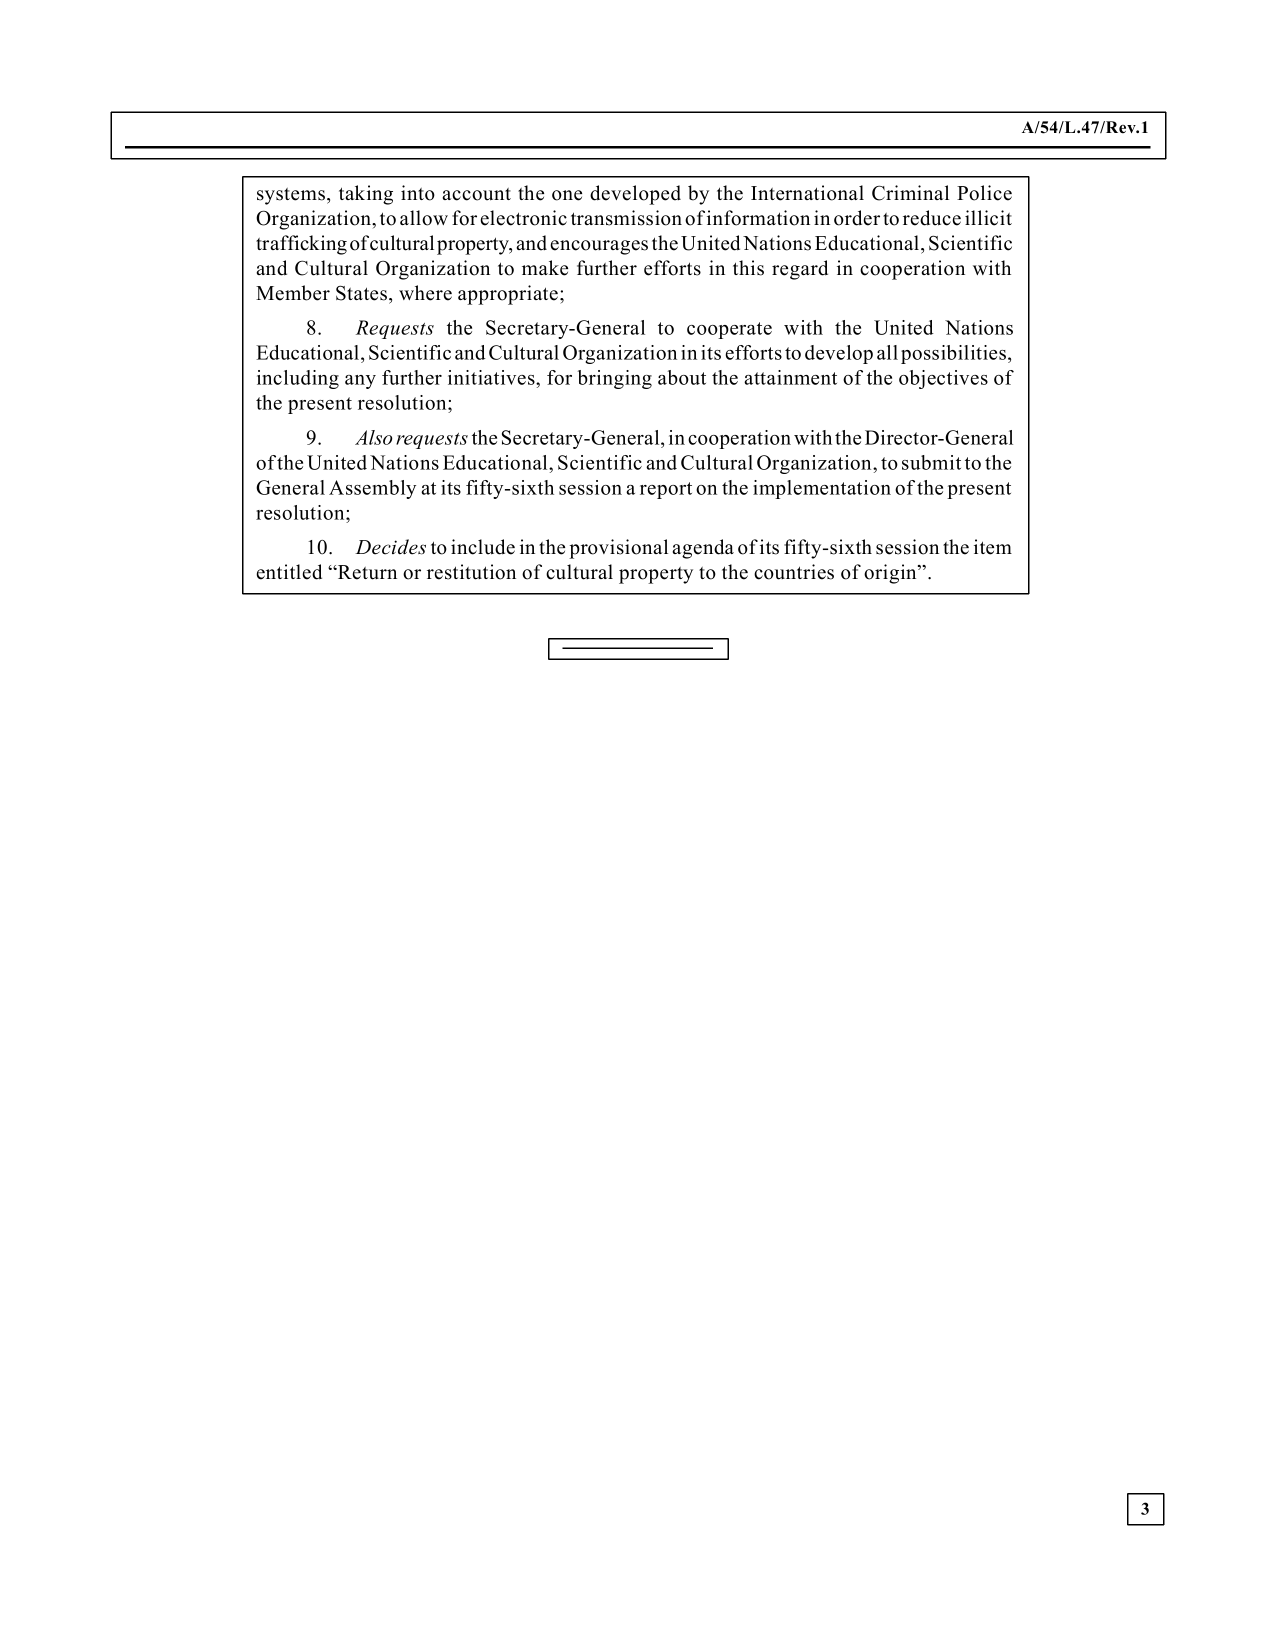 A/54/L.47/Rev.1
systems, taking into account the one developed by the International Criminal Police
Organization, to allow for electronic transmission of information in order to reduce illicit
trafficking of cultural property, and encourages the United Nations Educational, Scientific
and Cultural Organization to make further efforts in this regard in cooperation with
Member States, where appropriate;
8. Requests the Secretary-General to cooperate with the United Nations
Educational, Scientific and Cultural Organization in its efforts to develop all possibilities,
including any further initiatives, for bringing about the attainment of the objectives of
the present resolution;
9. Also requests the Secretary-General, in cooperation with the Director-General
of the United Nations Educational, Scientific and Cultural Organization, to submit to the
General Assembly at its fifty-sixth session a report on the implementation of the present
resolution;
10. Decides to include in the provisional agenda of its fifty-sixth session the item
entitled “Return or restitution of cultural property to the countries of origin”.
3